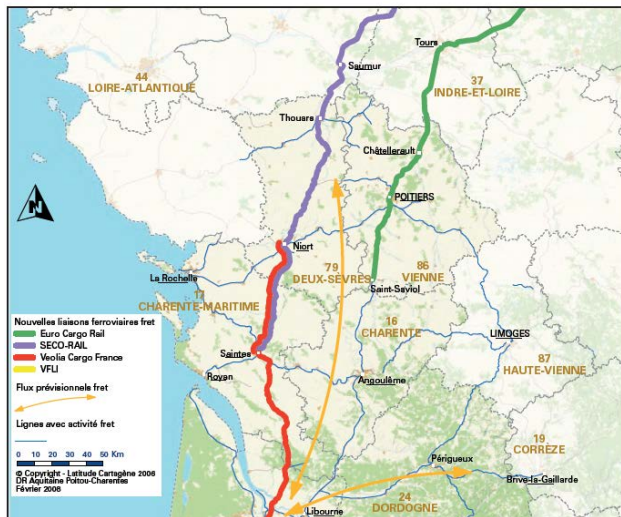 Tours
Saumur
37
INDRE-ET-LOIRE
44
LOIRE-ATLANTIQUE
Thouars
Châtellerault
POITIERS
N
Niort
La Rochelle
79
DEUX-SÈVRES
86
VIENNE
17
CHARENTE-MARITIME
Saint-Saviol
16
CHARENTE
LIMOGES
87
HAUTE-VIENNE
Saintes
Royan
Angoulême
19
CORRÈZE
Périgueux
Brive-la-Gaillarde
24
DORDOGNE
Libourne
Nouvelles liaisons ferroviaires fret
Euro Cargo Rail
SECO-RAIL
Veolia Cargo France
VFLI
Flux prévisionnels fret
Lignes avec activité fret
0 10 20 30 40 50 Km
© Copyright - Latitude Cartagène 2006
DR Aquitaine Poitou-Charentes
Février 2008